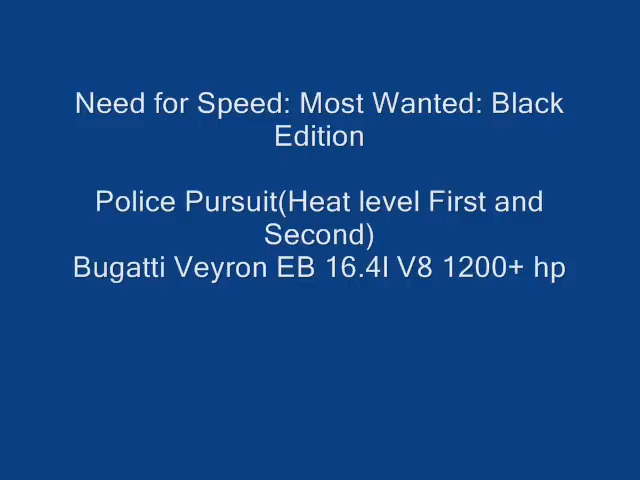 Need for Speed: Most Wanted: Black
Edition
Police Pursuit(Heat level First and
Second)
Bugatti Veyron EB 16.4l V8 1200+ hp